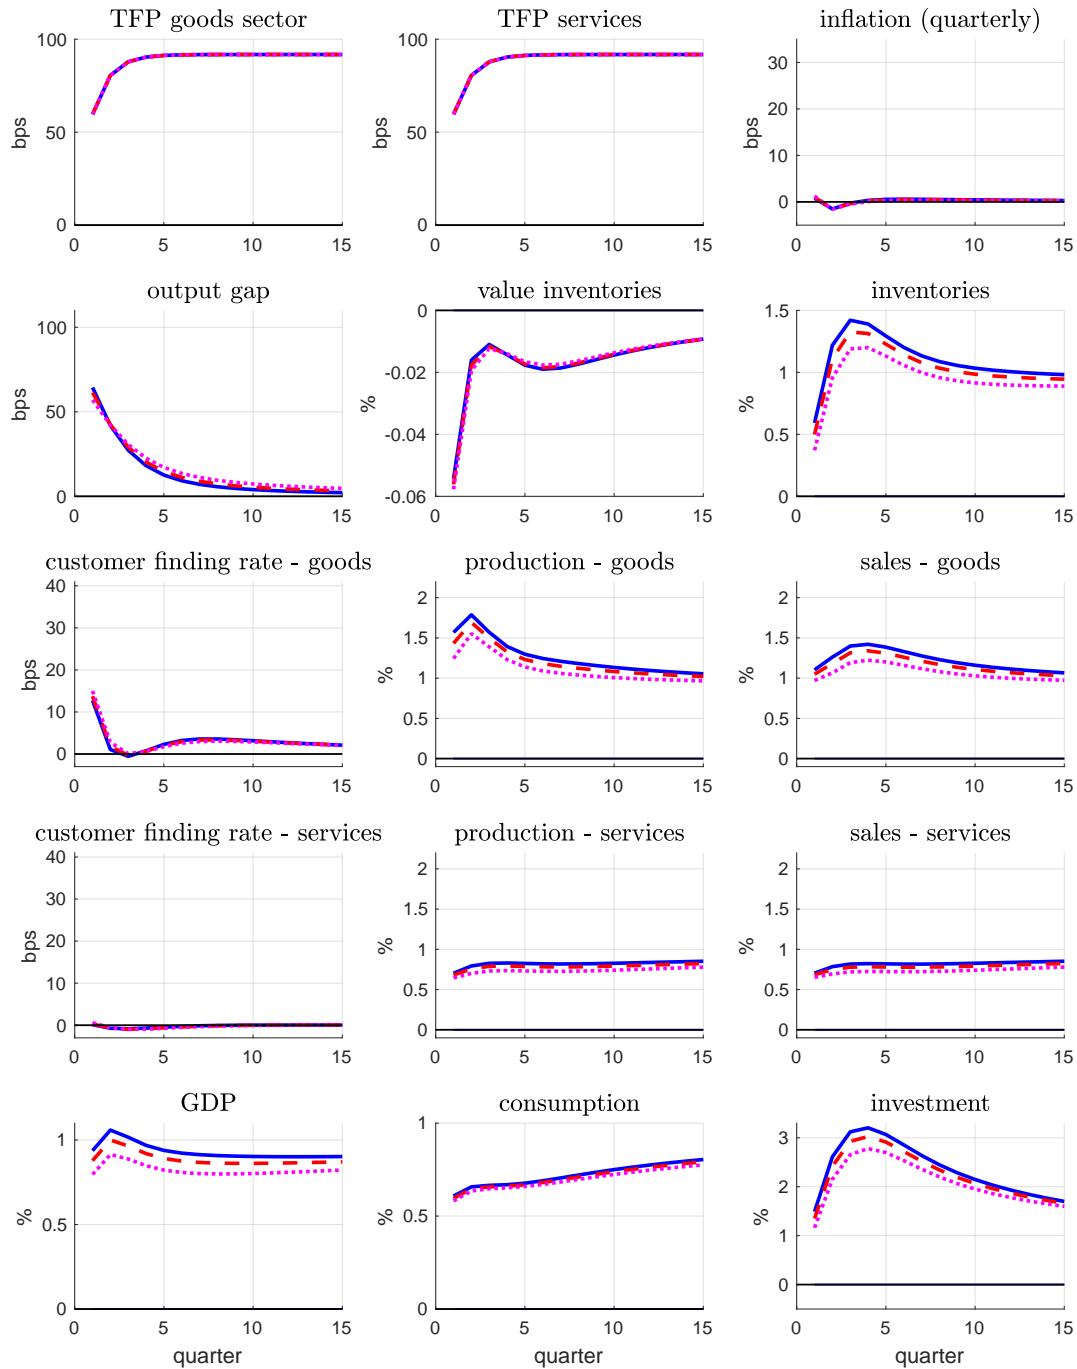 TFP goods sector
TFP services
inflation (quarterly)
bps
100
50
0
0 5 10 15
bps
100
50
0
0 5 10 15
bps
30
20
10
0
0 5 10 15
output gap
value inventories
inventories
bps
100
50
0
0 5 10 15
%
0
-0.02
-0.04
-0.06
0 5 10 15
%
1.5
1
0.5
0
0 5 10 15
customer finding rate - goods
production - goods
sales - goods
bps
40
30
20
10
0
0 5 10 15
%
2
1.5
1
0.5
0
0 5 10 15
%
2
1.5
1
0.5
0
0 5 10 15
customer finding rate - services
production - services
sales - services
bps
40
30
20
10
0
0 5 10 15
%
2
1.5
1
0.5
0
0 5 10 15
%
2
1.5
1
0.5
0
0 5 10 15
GDP
consumption
investment
%
1
0.5
0
0 5 10 15
quarter
%
1
0.5
0
0 5 10 15
quarter
%
3
2
1
0
0 5 10 15
quarter